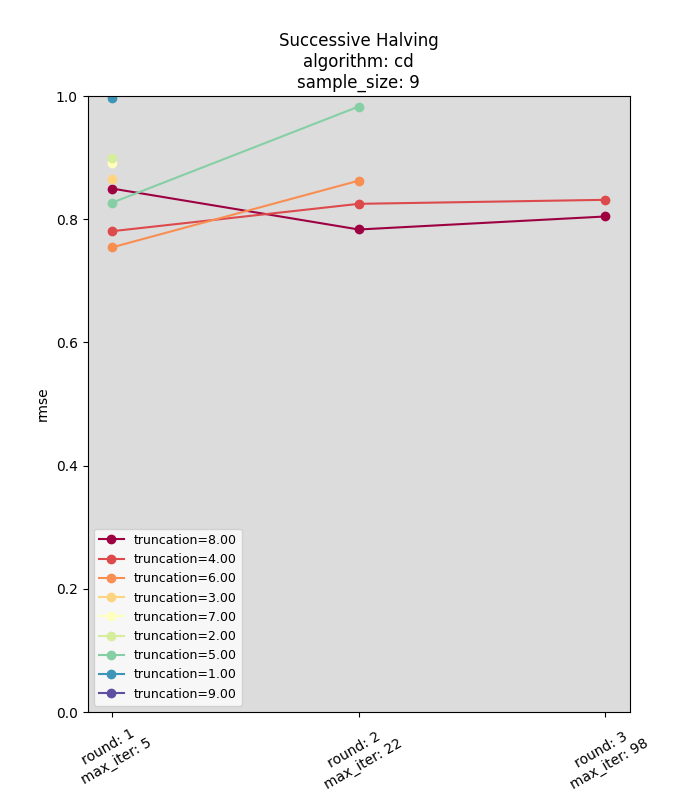 Successive Halving
algorithm: cd
sample_size: 9
rmse
1.0
0.8
0.6
0.4
0.2
0.0
truncation=8.00
truncation=4.00
truncation=6.00
truncation=3.00
truncation=7.00
truncation=2.00
truncation=5.00
truncation=1.00
truncation=9.00
round: 1
max_iter: 5
round: 2
max_iter: 22
round: 3
max_iter: 98